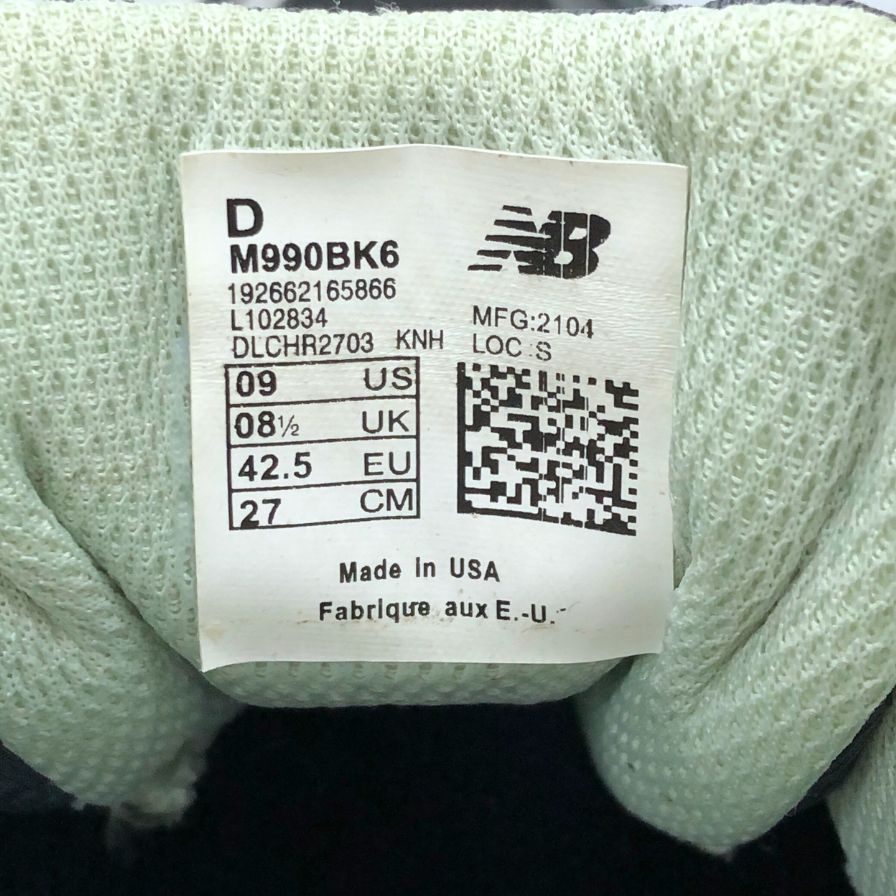 D
M990BK6
NB
192662165866
L102834
MFG:2104
DLCHR2703 KNH
LOC:S
09 US
08½ UK
42.5 EU
27 CM
Made in USA
Fabrique aux E.-U.